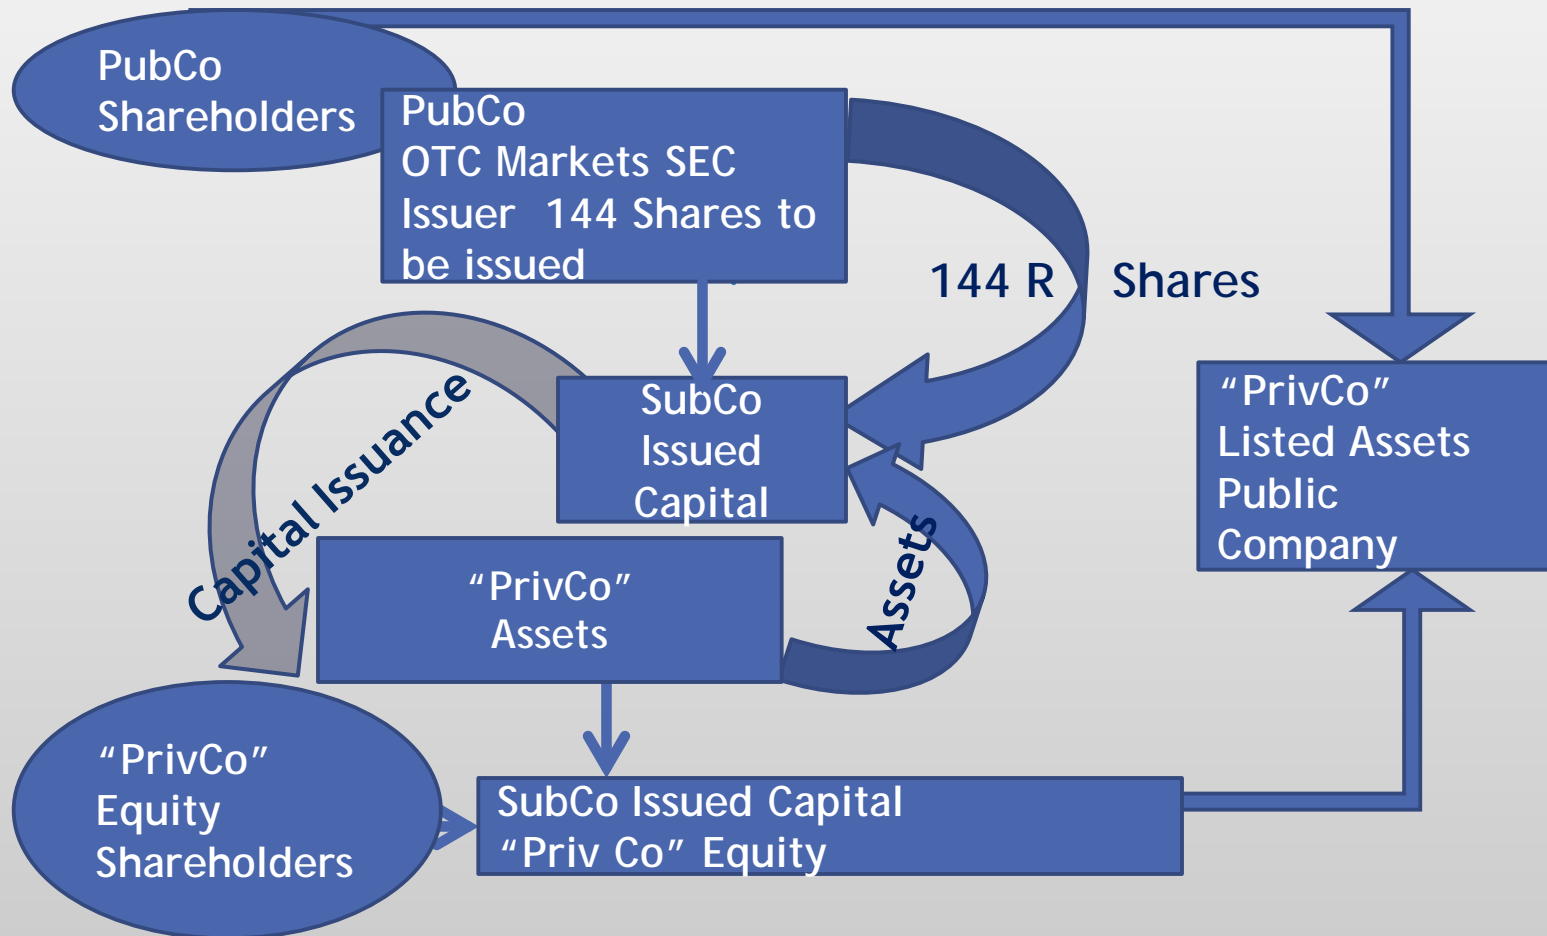 PubCo
Shareholders
PubCo
OTC Markets SEC
Issuer 144 Shares to
be issued
144 R Shares
SubCo
Issued
Capital
Capital Issuance
"PrivCo"
Listed Assets
Public
Company
"PrivCo"
Assets
Assets
"PrivCo"
Equity
Shareholders
SubCo Issued Capital
"Priv Co" Equity